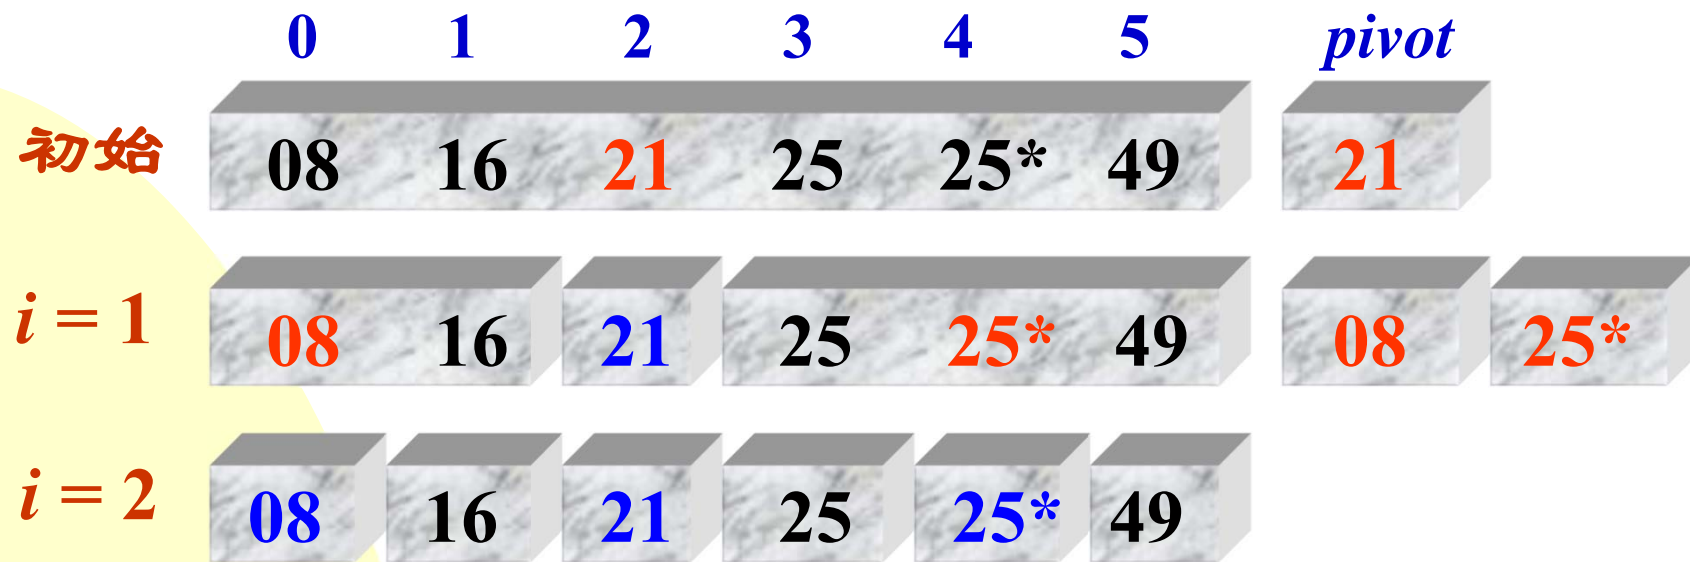 0 1 2 3 4 5 pivot
初始 08 16 21 25 25* 49 21
i = 1 08 16 21 25 25* 49 08 25*
i = 2 08 16 21 25 25* 49